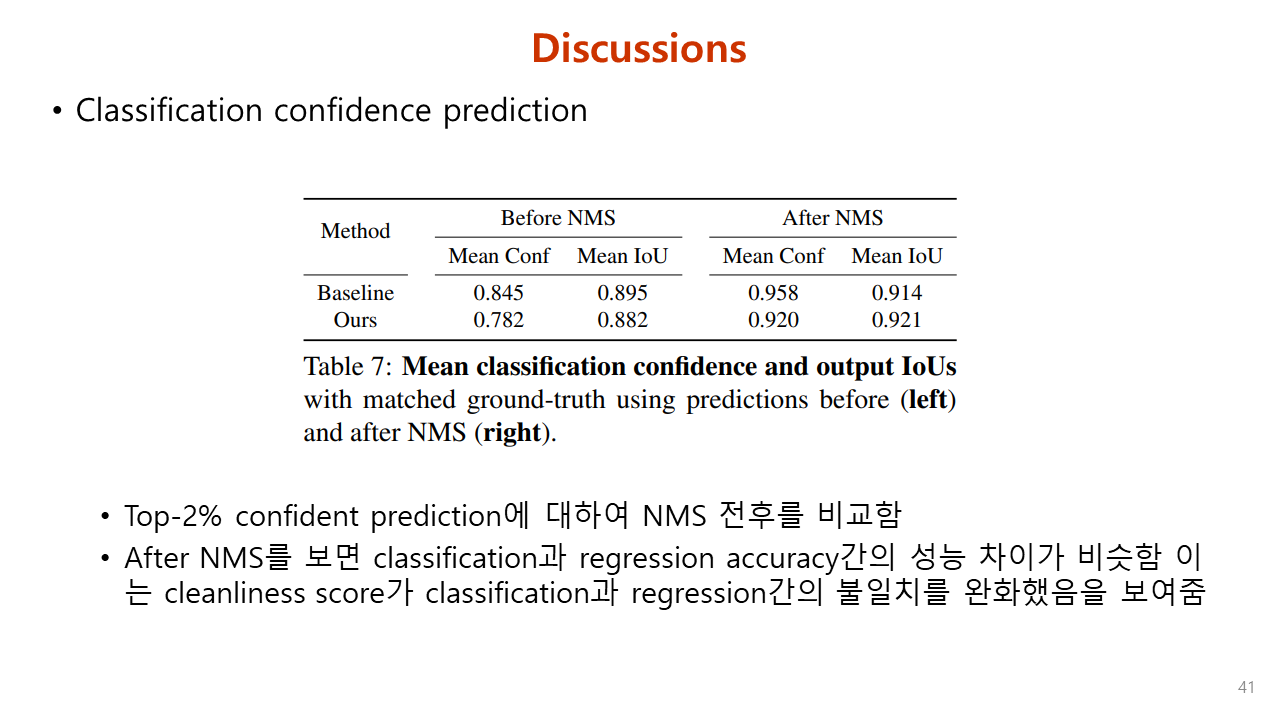 Discussions
• Classification confidence prediction
Method Before NMS After NMS
Mean Conf Mean IoU Mean Conf Mean IoU
Baseline 0.845 0.895 0.958 0.914
Ours 0.782 0.882 0.920 0.921
Table 7: Mean classification confidence and output IoUs
with matched ground-truth using predictions before (left)
and after NMS (right).
• Top-2% confident prediction에 대하여 NMS 전후를 비교함
• After NMS를 보면 classification과 regression accuracy간의 성능 차이가 비슷함 이
는 cleanliness score가 classification과 regression간의 불일치를 완화했음을 보여줌
41